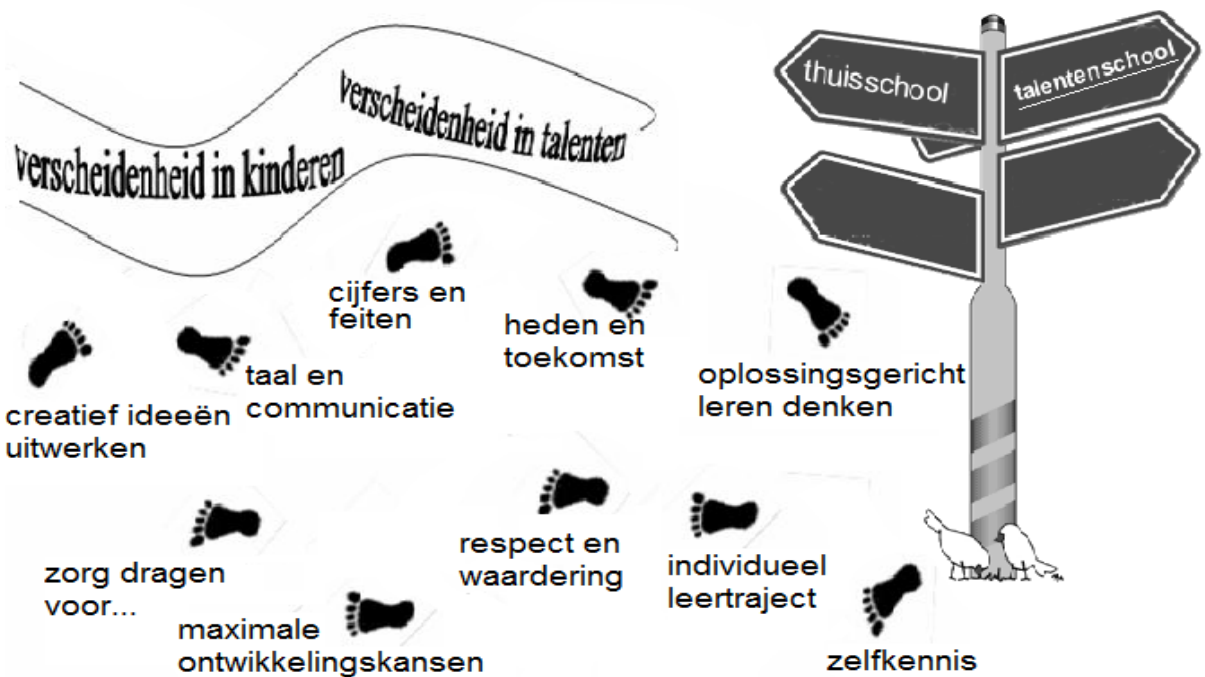 verscheidenheid in kinderen
verscheidenheid in talenten
thuisschool
talentenschool
cijfers en
feiten
heden en
toekomst
oplossingsgericht
leren denken
taal en
communicatie
creatief ideeën
uitwerken
zorg dragen
voor...
maximale
ontwikkelingskansen
respect en
waardering
individueel
leertraject
zelfkennis